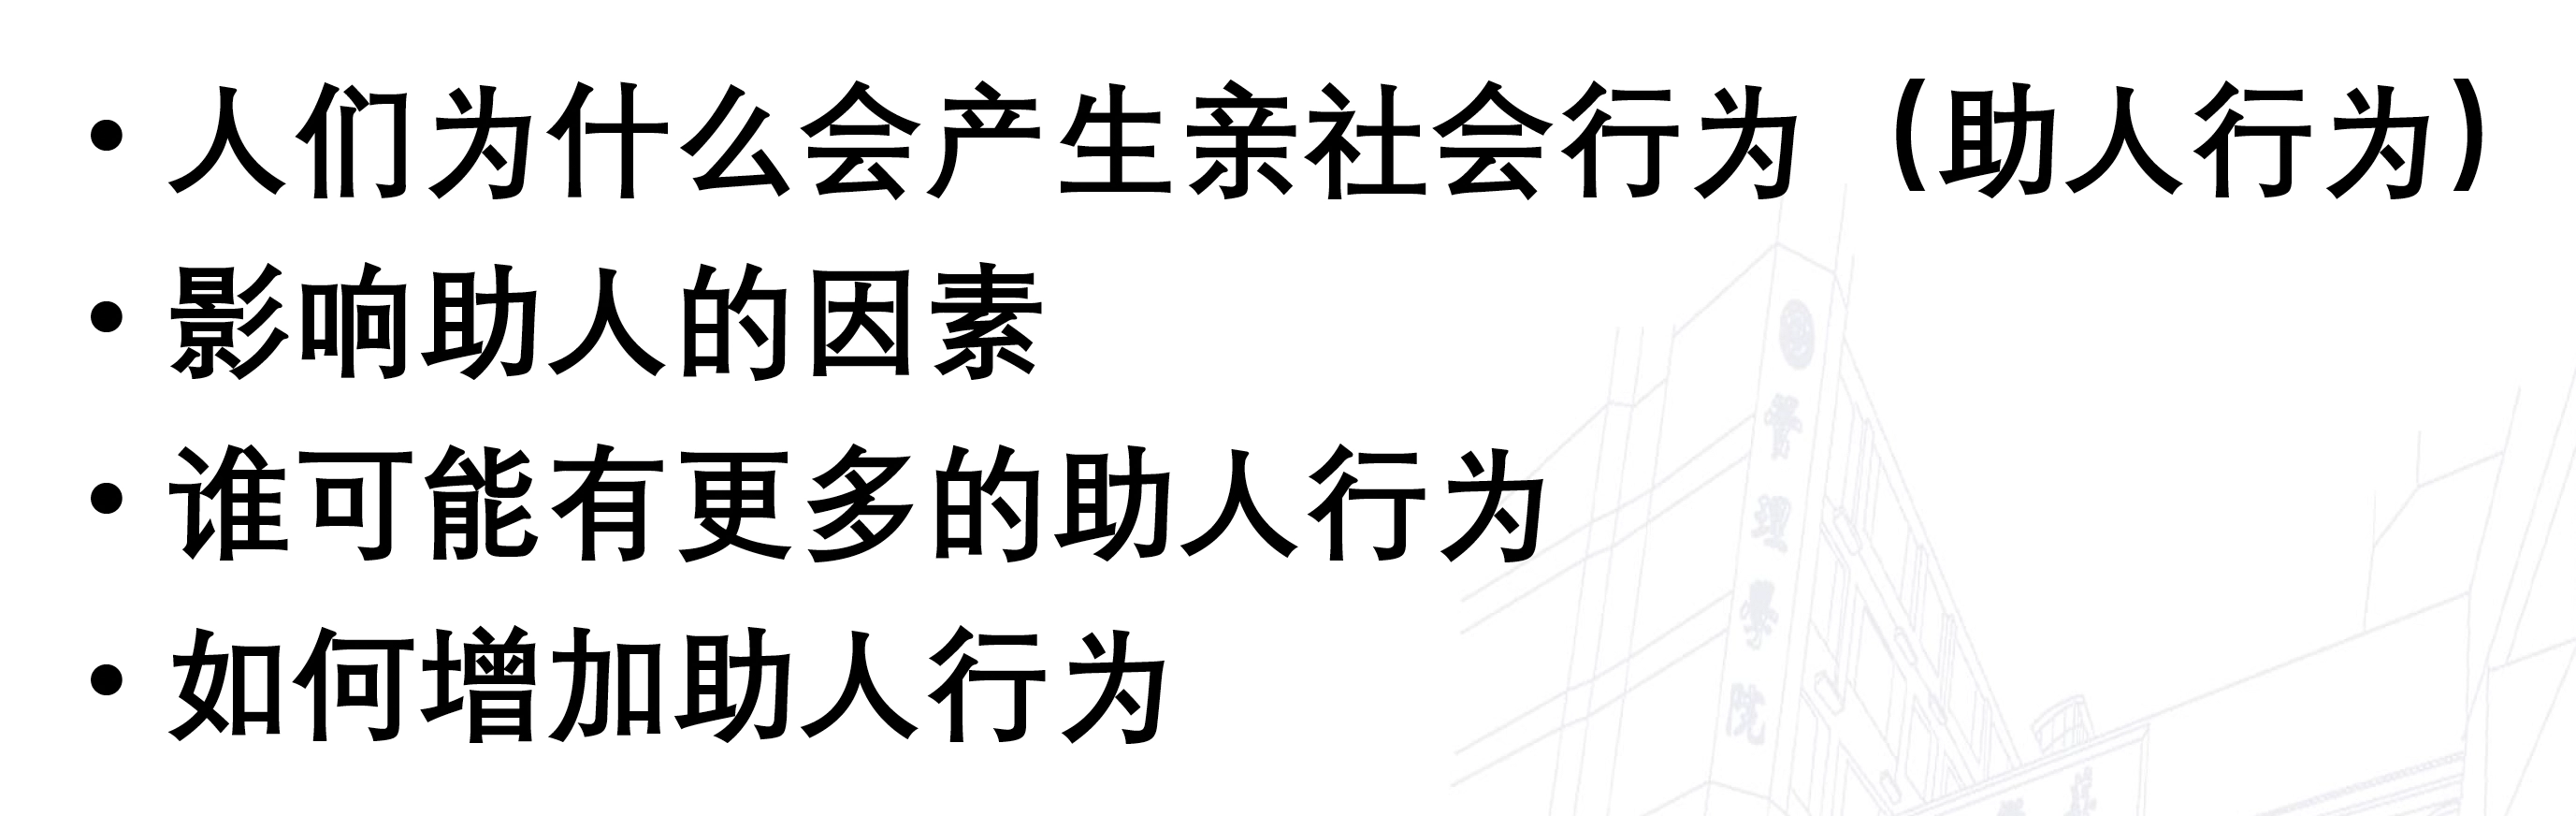 • 人们为什么会产生亲社会行为（助人行为）
• 影响助人的因素
• 谁可能有更多的助人行为
• 如何增加助人行为
管理学院